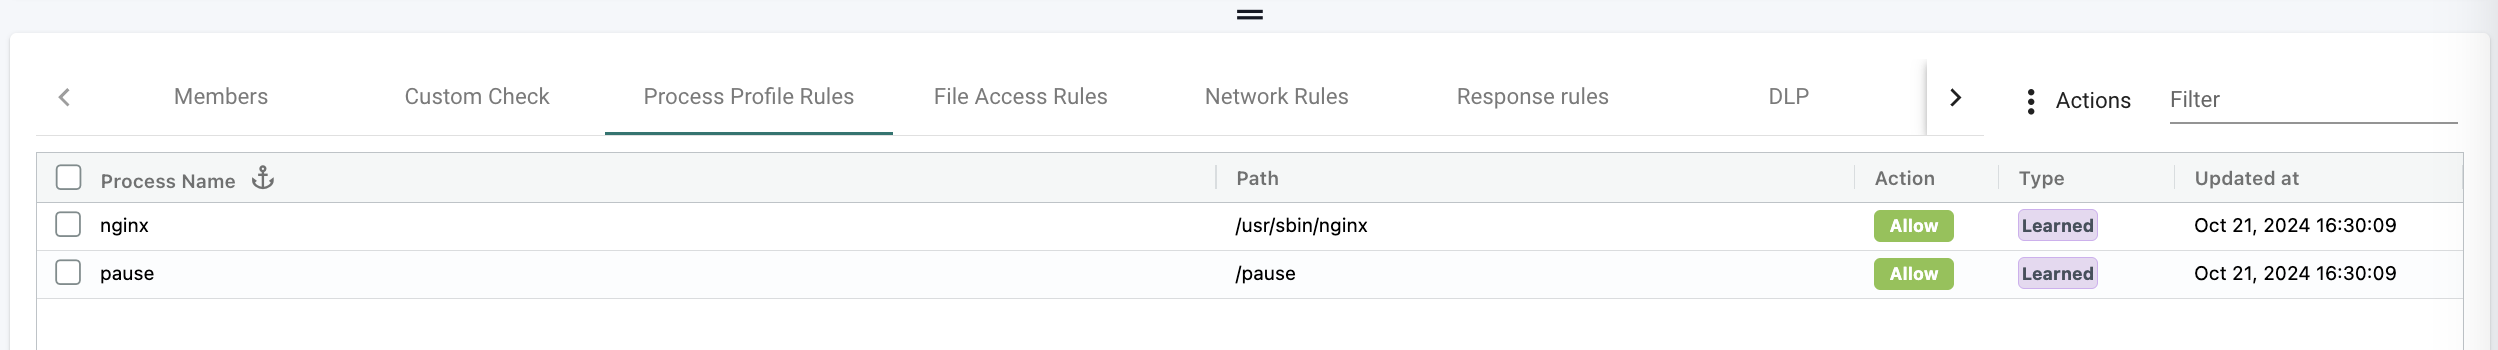 Members Custom Check Process Profile Rules File Access Rules Network Rules Response rules DLP Actions Filter
Process Name Path Action Type Updated at
nginx /usr/sbin/nginx Allow Learned Oct 21, 2024 16:30:09
pause /pause Allow Learned Oct 21, 2024 16:30:09